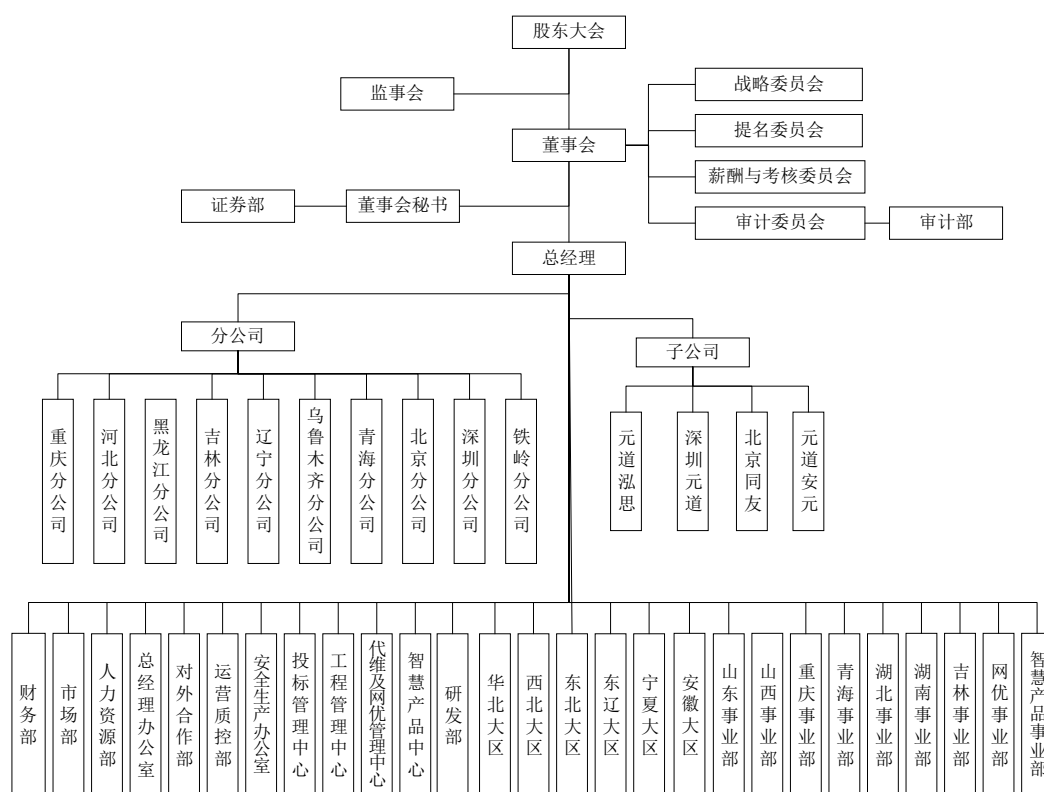 股东大会
监事会
战略委员会
提名委员会
董事会
薪酬与考核委员会
证券部
董事会秘书
审计委员会
审计部
总经理
分公司
子公司
重庆分公司
河北分公司
黑龙江分公司
吉林分公司
辽宁分公司
乌鲁木齐分公司
青海分公司
北京分公司
深圳分公司
铁岭分公司
元道泓思
深圳元道
北京同友
元道安元
财务部
市场部
人力资源部
总经理办公室
对外合作部
运营质控部
安全生产办公室
投标管理中心
工程管理中心
代维及网优管理中心
智慧产品中心
研发部
华北大区
西北大区
东北大区
东辽大区
宁夏大区
安徽大区
山东事业部
山西事业部
重庆事业部
青海事业部
湖北事业部
湖南事业部
吉林事业部
网优事业部
智慧产品事业部